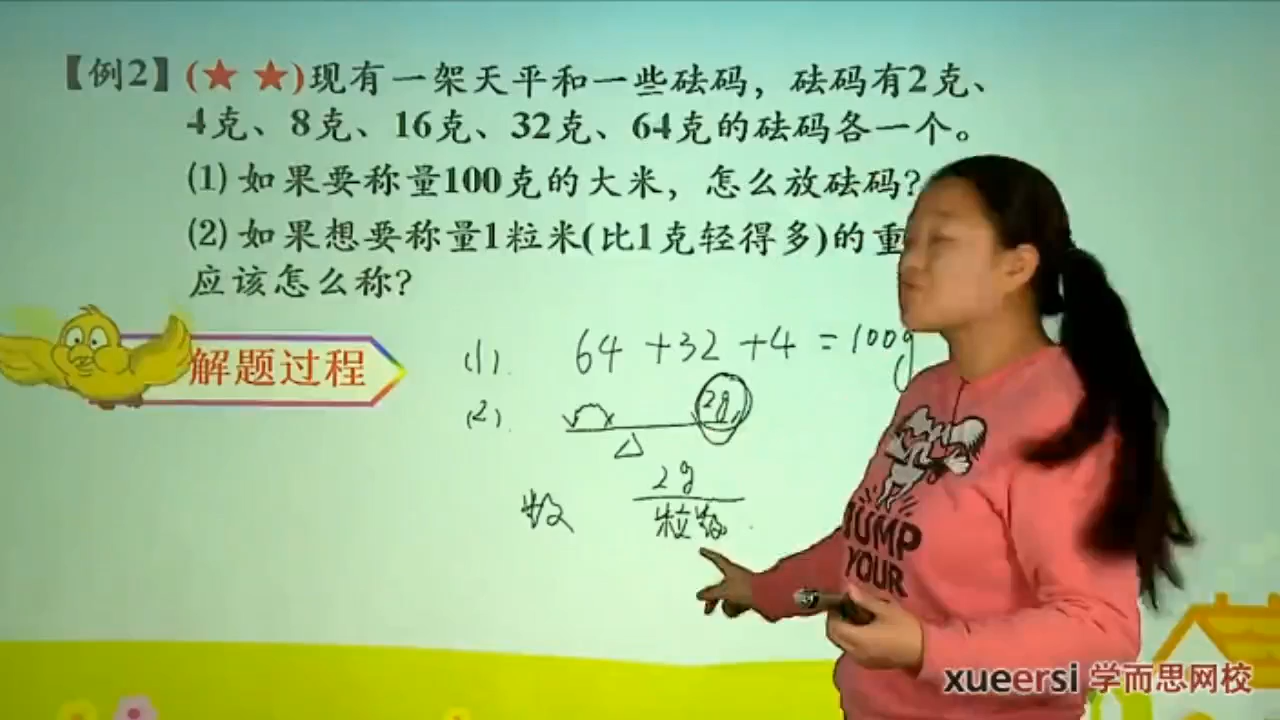 【例2】(★ ★)现有一架天平和一些砝码，砝码有2克、
4克、8克、16克、32克、64克的砝码各一个。
(1)如果要称量100克的大米，怎么放砝码?
(2)如果想要称量1粒米(比1克轻得多)的重
应该怎么称?
解题过程
(1). 64 +32 +4 = 100g
(2). 2g
数 2g
粒数
JUMP
YOUR
xueersi 学而思网校